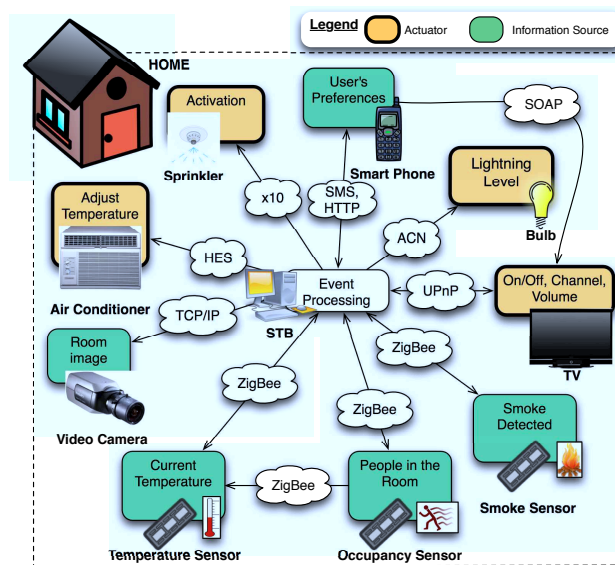 Legend
Actuator
Information Source
HOME
Activation
Sprinkler
User's
Preferences
Smart Phone
SOAP
Lightning
Level
Bulb
x10
SMS,
HTTP
ACN
Adjust
Temperature
Air Conditioner
HES
Event
Processing
STB
UPnP
On/Off, Channel,
Volume
TV
TCP/IP
Room
image
Video Camera
ZigBee
ZigBee
ZigBee
Smoke
Detected
Smoke Sensor
Current
Temperature
Temperature Sensor
ZigBee
People in the
Room
Occupancy Sensor